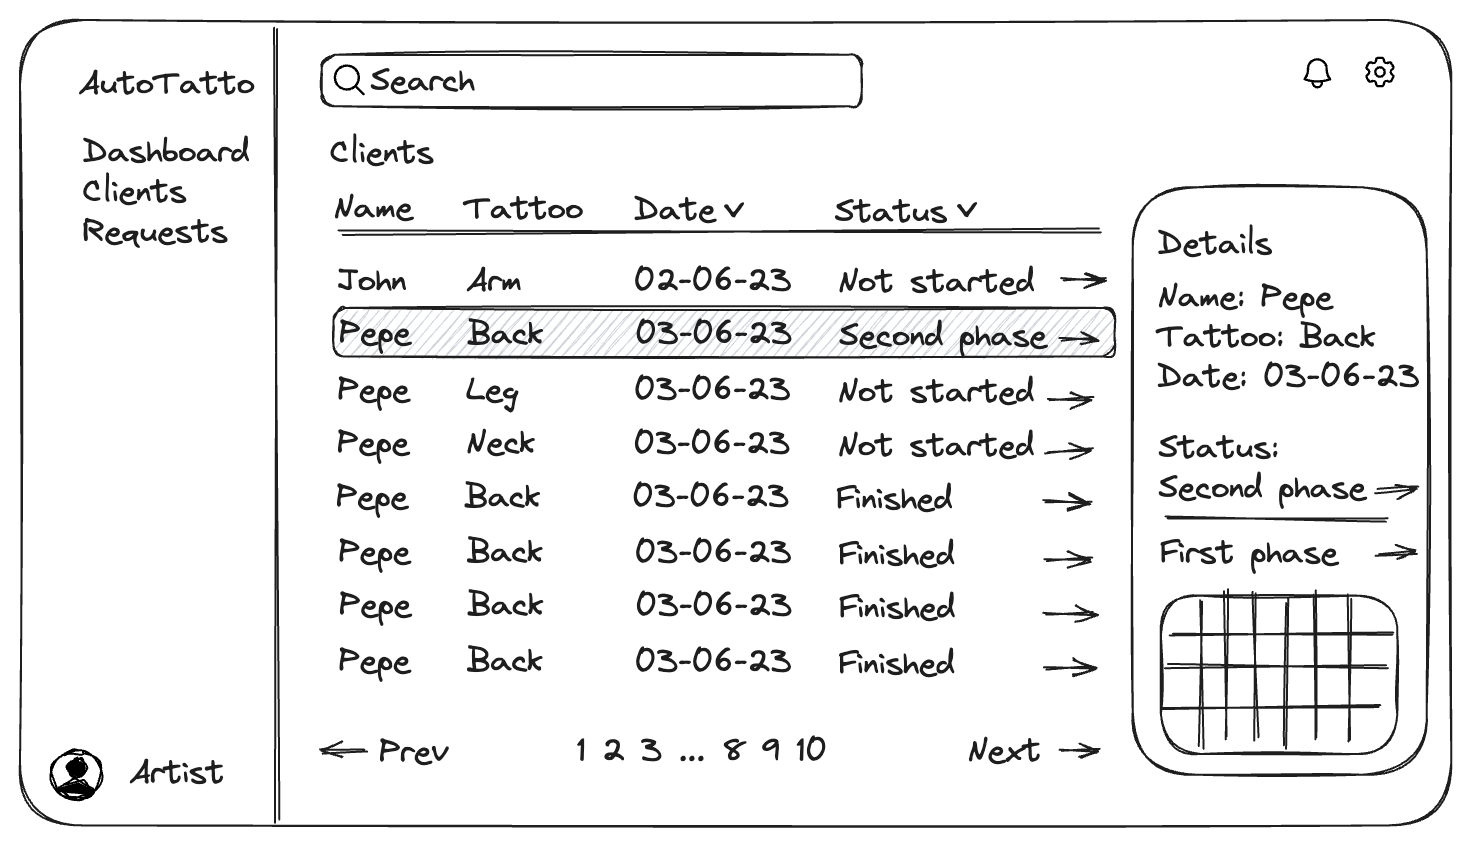 AutoTatto
Dashboard
Clients
Requests
Artist
Search
Clients
Name Tattoo Date Status
John Arm 02-06-23 Not started
Pepe Back 03-06-23 Second phase
Pepe Leg 03-06-23 Not started
Pepe Neck 03-06-23 Not started
Pepe Back 03-06-23 Finished
Pepe Back 03-06-23 Finished
Pepe Back 03-06-23 Finished
Pepe Back 03-06-23 Finished
Prev 1 2 3 ... 8 9 10 Next
Details
Name: Pepe
Tattoo: Back
Date: 03-06-23
Status:
Second phase
First phase